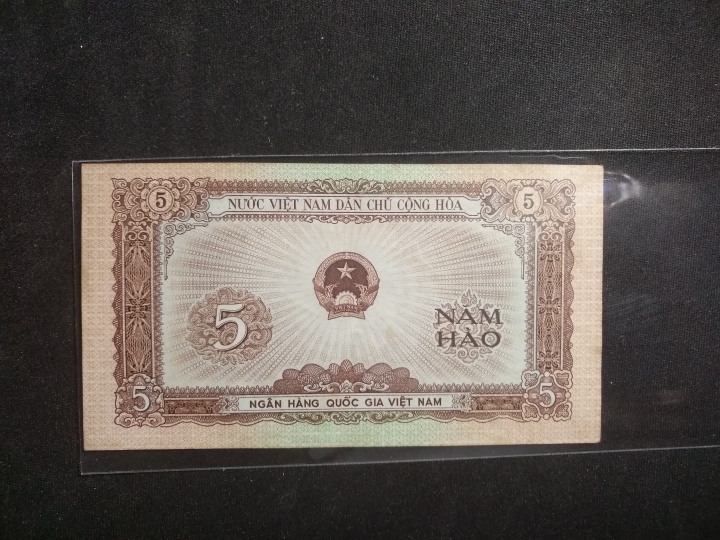 5 NƯỚC VIỆT NAM DÂN CHỦ CỘNG HÒA 5
5 NĂM
HÀO
5 NGÂN HÀNG QUỐC GIA VIỆT NAM 5